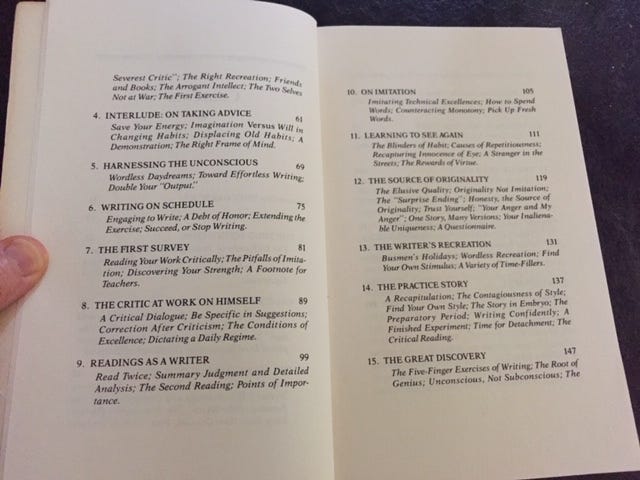 Severest Critic"; The Right Recreation; Friends
and Books; The Arrogant Intellect; The Two Selves
Not at War; The First Exercise.
4. INTERLUDE: ON TAKING ADVICE 61
Save Your Energy; Imagination Versus Will in
Changing Habits; Displacing Old Habits; A
Demonstration; The Right Frame of Mind.
5. HARNESSING THE UNCONSCIOUS 69
Wordless Daydreams; Toward Effortless Writing;
Double Your "Output."
6. WRITING ON SCHEDULE 75
Engaging to Write; A Debt of Honor; Extending the
Exercise; Succeed, or Stop Writing.
7. THE FIRST SURVEY 81
Reading Your Work Critically; The Pitfalls of Imita-
tion; Discovering Your Strength; A Footnote for
Teachers.
8. THE CRITIC AT WORK ON HIMSELF 89
A Critical Dialogue; Be Specific in Suggestions;
Correction After Criticism; The Conditions of
Excellence; Dictating a Daily Regime.
9. READINGS AS A WRITER 99
Read Twice; Summary Judgment and Detailed
Analysis; The Second Reading; Points of Impor-
tance.
10. ON IMITATION 105
Imitating Technical Excellences; How to Spend
Words; Counteracting Monotony; Pick Up Fresh
Words.
11. LEARNING TO SEE AGAIN 111
The Blinders of Habit; Causes of Repetitiousness;
Recapturing Innocence of Eye; A Stranger in the
Streets; The Rewards of Virtue.
12. THE SOURCE OF ORIGINALITY 119
The Elusive Quality; Originality Not Imitation;
The "Surprise Ending"; Honesty, the Source of
Originality; Trust Yourself; "Your Anger and My
Anger"; One Story, Many Versions; Your Inaliena-
ble Uniqueness; A Questionnaire.
13. THE WRITER'S RECREATION 131
Busmen's Holidays; Wordless Recreation; Find
Your Own Stimulus; A Variety of Time-Fillers.
14. THE PRACTICE STORY 137
A Recapitulation; The Contagiousness of Style;
Find Your Own Style; The Story in Embryo; The
Preparatory Period; Writing Confidently; A
Finished Experiment; Time for Detachment; The
Critical Reading.
15. THE GREAT DISCOVERY 147
The Five-Finger Exercises of Writing; The Root of
Genius; Unconscious, Not Subconscious; The